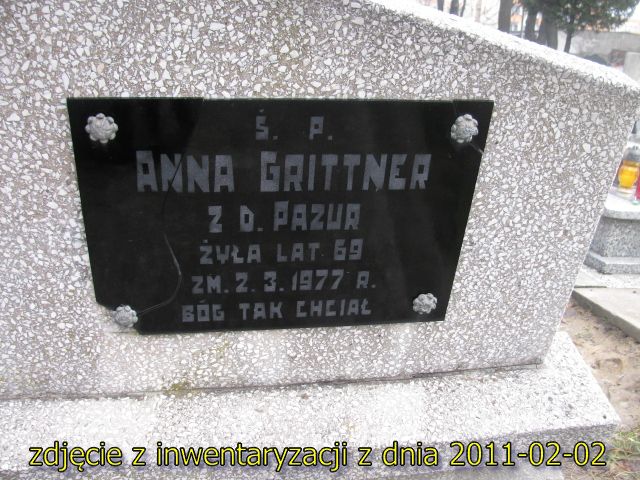 Ś. P.
ANNA GRITTNER
Z D. PAZUR
ŻYŁA LAT 69
ZM. 2. 3. 1977 R.
BÓG TAK CHCIAŁ
zdjęcie z inwentaryzacji z dnia 2011-02-02